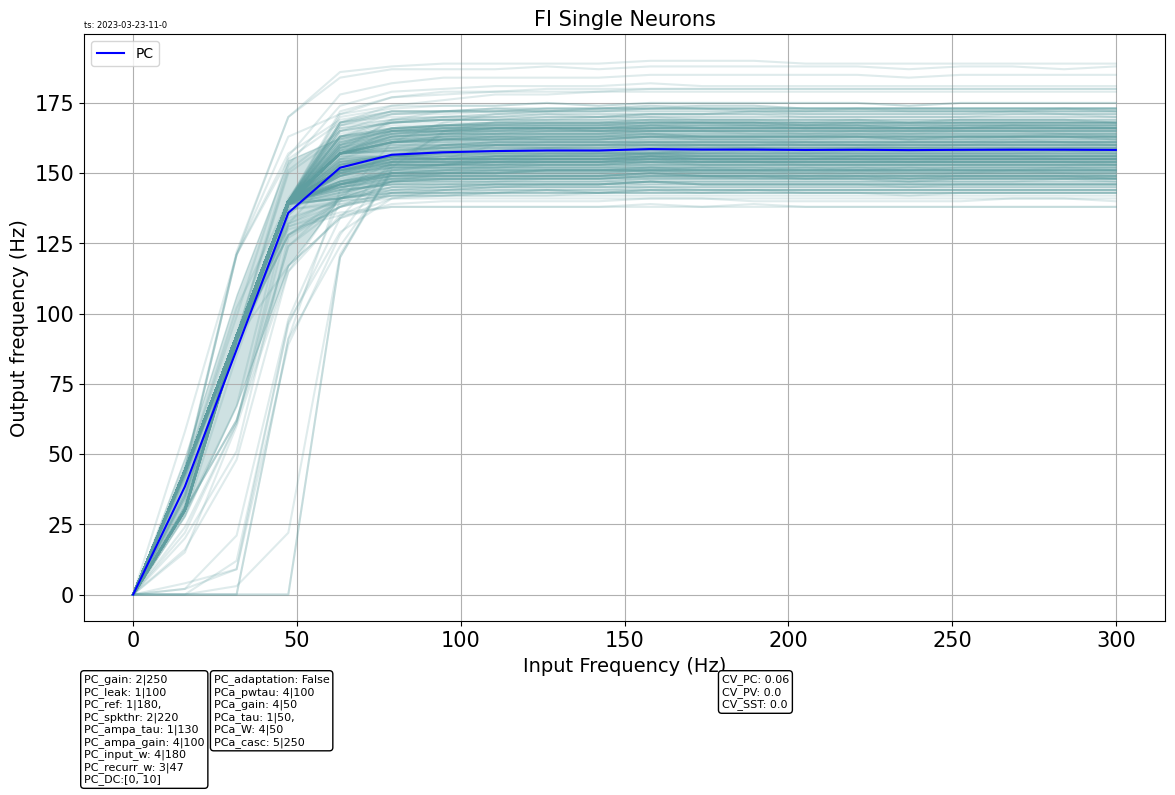 FI Single Neurons
ts: 2023-03-23-11-0
PC
Output frequency (Hz)
175
150
125
100
75
50
25
0
0 50 100 150 200 250 300
Input Frequency (Hz)
PC_gain: 2|250
PC_leak: 1|100
PC_ref: 1|180,
PC_spkthr: 2|220
PC_ampa_tau: 1|130
PC_ampa_gain: 4|100
PC_input_w: 4|180
PC_recurr_w: 3|47
PC_DC:[0, 10]
PC_adaptation: False
PCa_pwtau: 4|100
PCa_gain: 4|50
PCa_tau: 1|50,
PCa_W: 4|50
PCa_casc: 5|250
CV_PC: 0.06
CV_PV: 0.0
CV_SST: 0.0